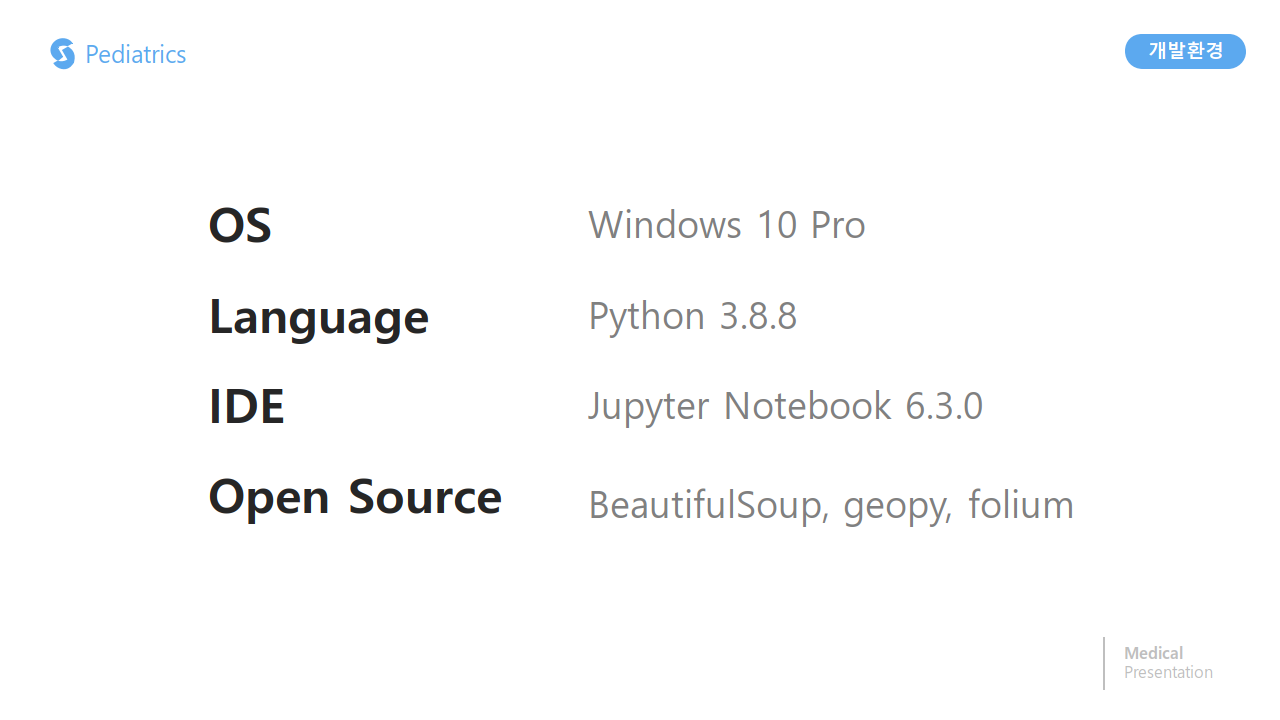 Pediatrics
개발환경
OS Windows 10 Pro
Language Python 3.8.8
IDE Jupyter Notebook 6.3.0
Open Source BeautifulSoup, geopy, folium
Medical
Presentation